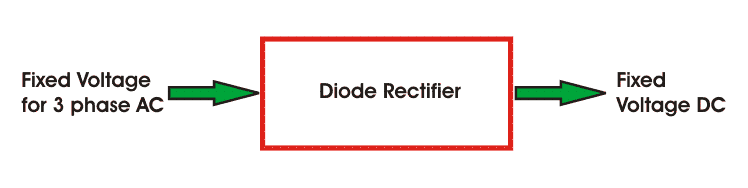 Fixed Voltage
for 3 phase AC
Diode Rectifier
Fixed
Voltage DC